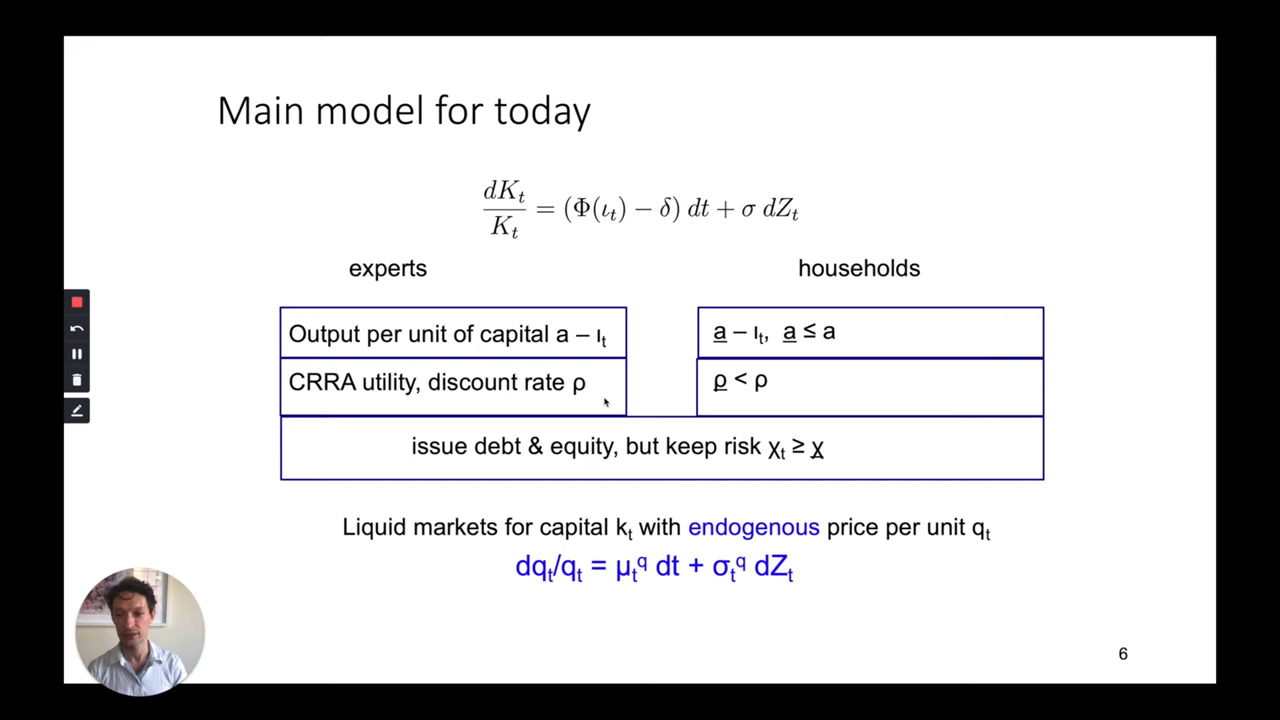 Main model for today
dK_t/K_t = (Φ(ι_t) − δ) dt + σ dZ_t
experts
households
Output per unit of capital a – ι_t
a̲ – ι_t, a̲ ≤ a
CRRA utility, discount rate ρ
ρ̲ < ρ
issue debt & equity, but keep risk χ_t ≥ χ̲
Liquid markets for capital k_t with endogenous price per unit q_t
dq_t/q_t = μ_t^q dt + σ_t^q dZ_t
6